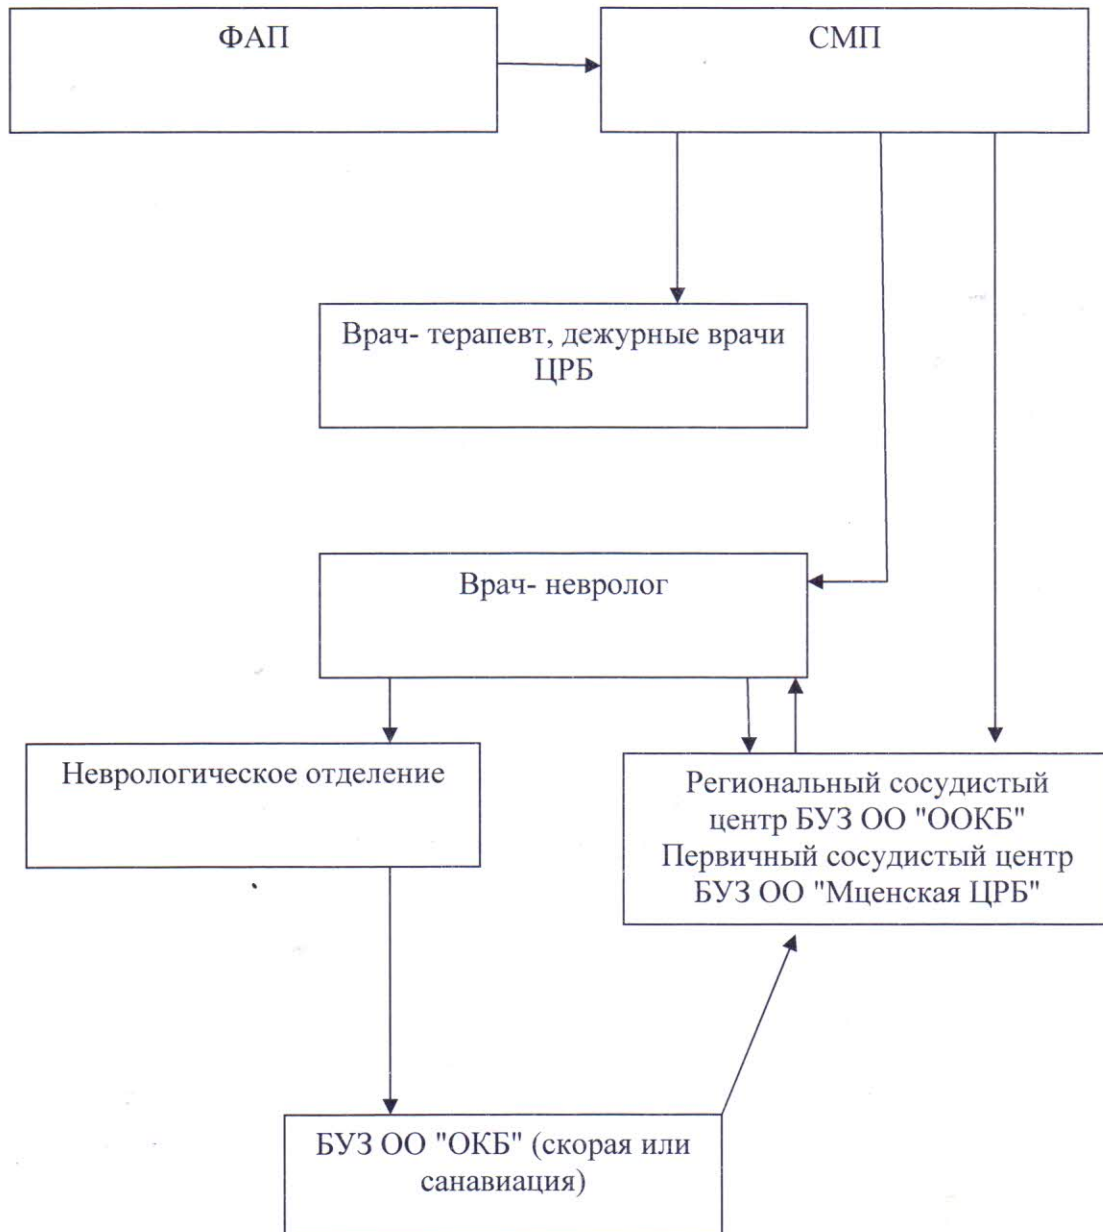 ФАП
СМП
Врач- терапевт, дежурные врачи
ЦРБ
Врач- невролог
Неврологическое отделение
Региональный сосудистый
центр БУЗ ОО "ООКБ"
Первичный сосудистый центр
БУЗ ОО "Мценская ЦРБ"
БУЗ ОО "ОКБ" (скорая или
санавиация)